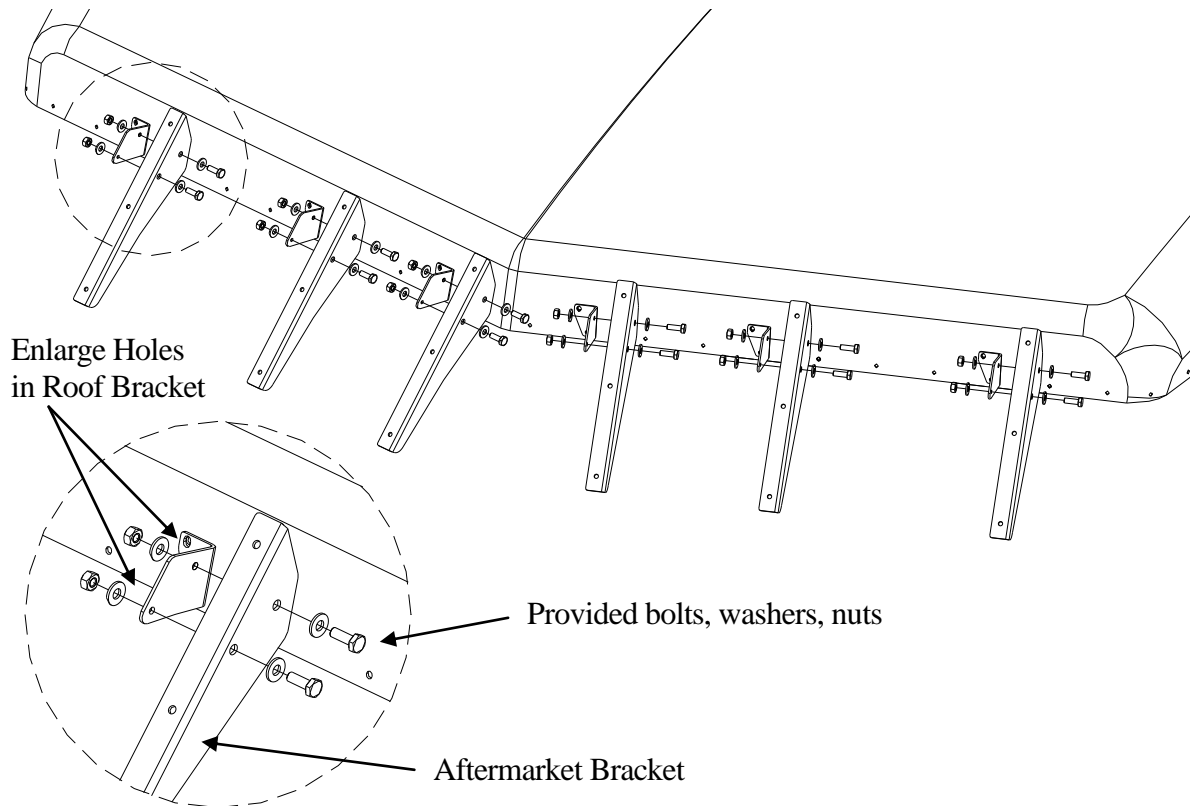 Enlarge Holes
in Roof Bracket
Provided bolts, washers, nuts
Aftermarket Bracket